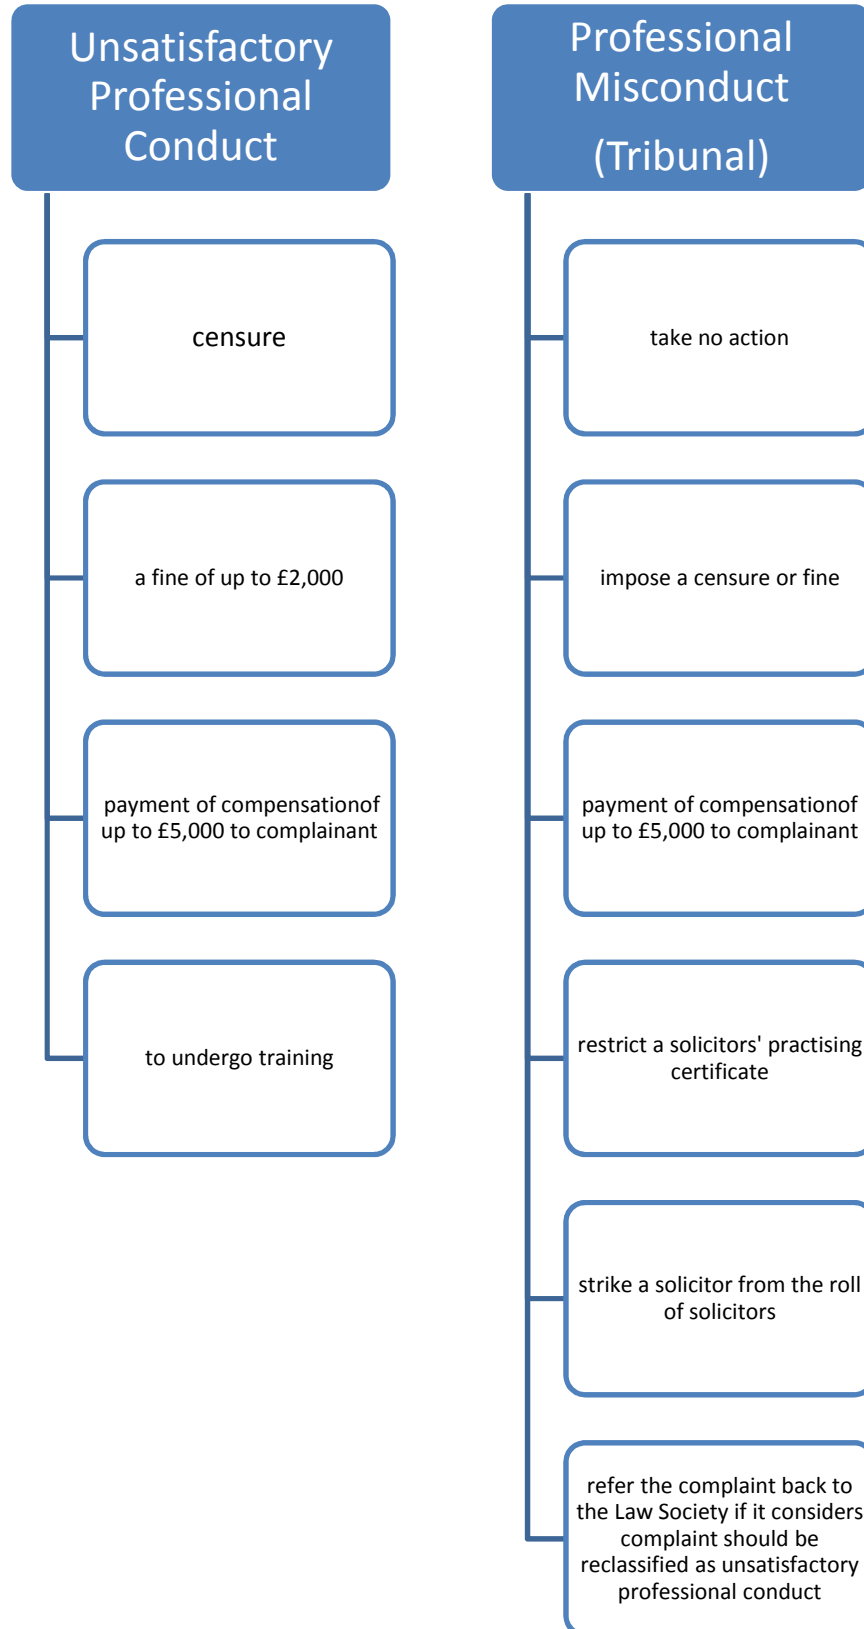 Unsatisfactory
Professional
Conduct
censure
a fine of up to £2,000
payment of compensationof
up to £5,000 to complainant
to undergo training
Professional
Misconduct
(Tribunal)
take no action
impose a censure or fine
payment of compensationof
up to £5,000 to complainant
restrict a solicitors' practising
certificate
strike a solicitor from the roll
of solicitors
refer the complaint back to
the Law Society if it considers
complaint should be
reclassified as unsatisfactory
professional conduct